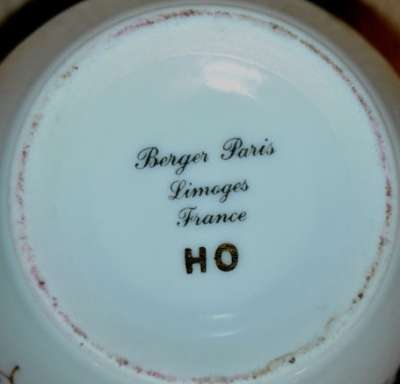 Berger Paris
Limoges
France
HO